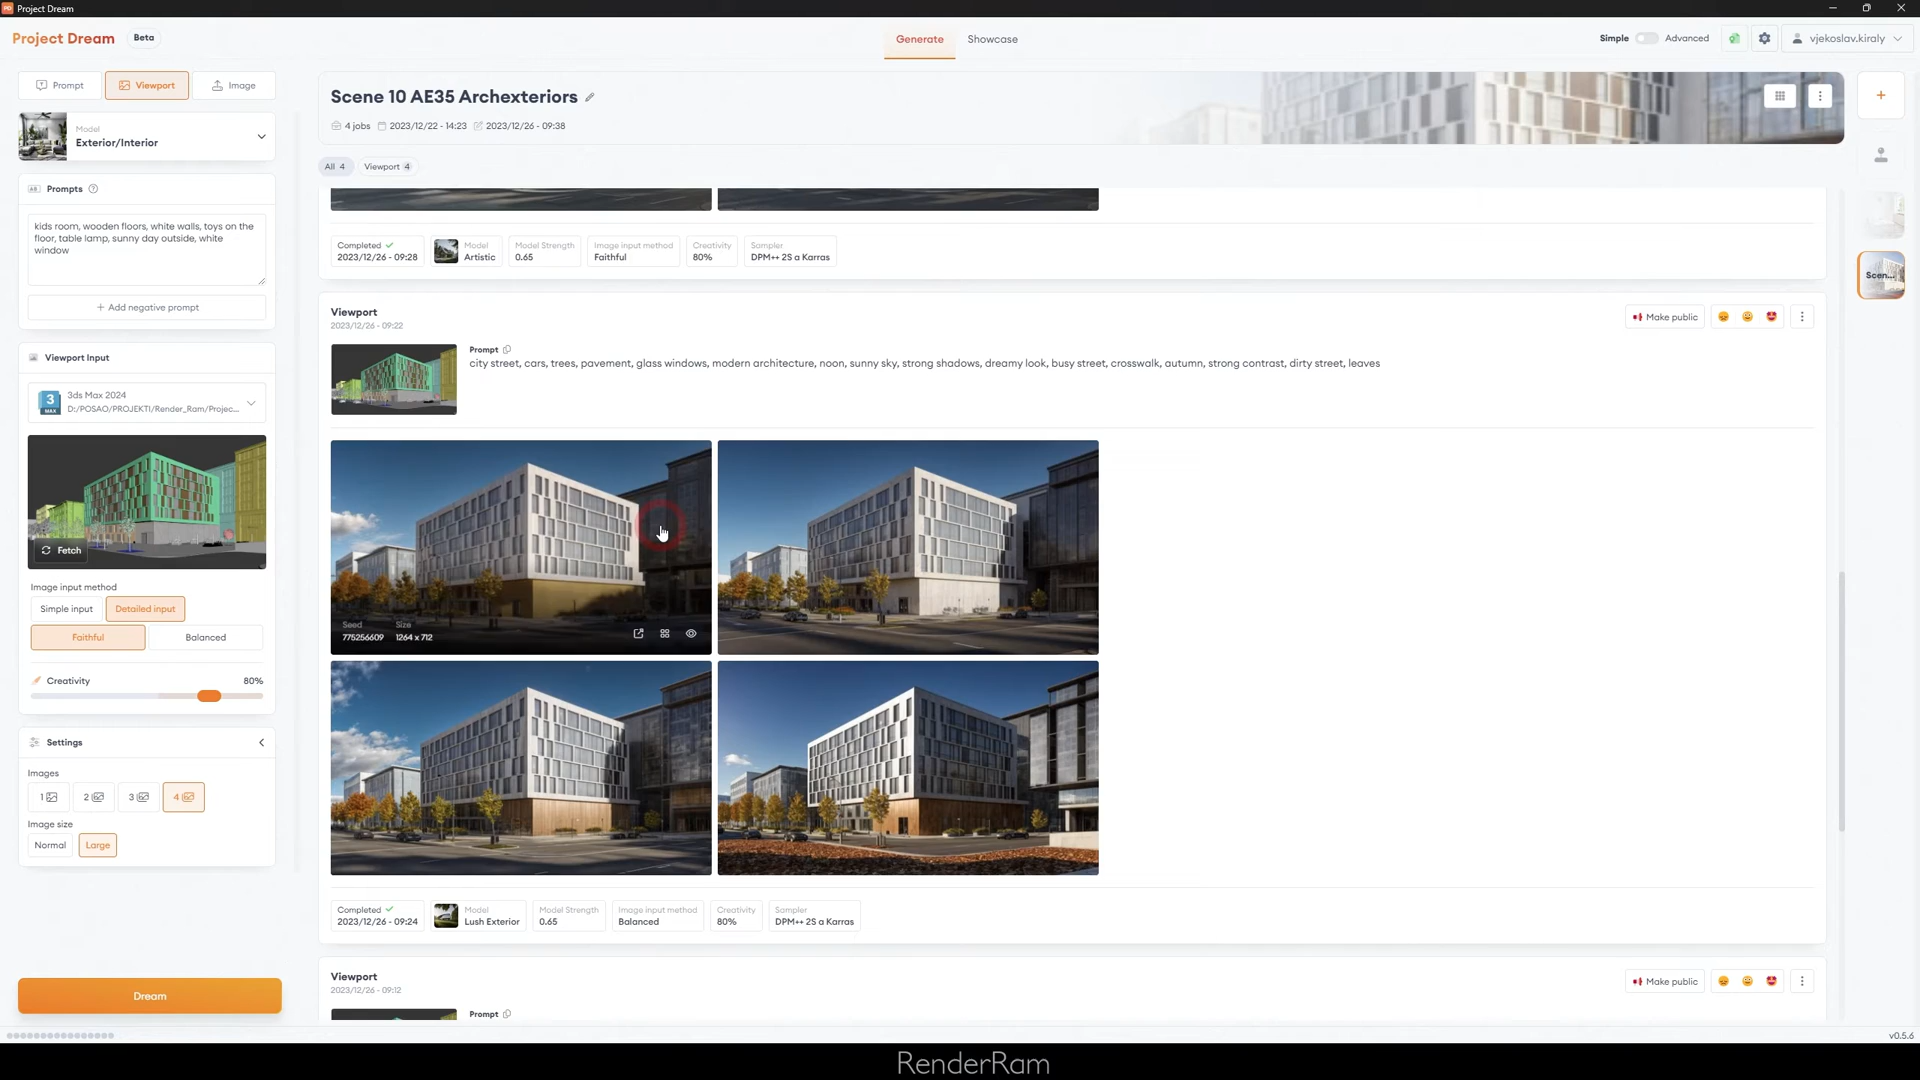 Project Dream
Project Dream
Beta
Generate
Showcase
Simple
Advanced
vjekoslav.kiraly
Prompt
Viewport
Image
Model
Exterior/Interior
Prompts
kids room, wooden floors, white walls, toys on the
floor, table lamp, sunny day outside, white
window
+ Add negative prompt
Viewport Input
3ds Max 2024
D:/POSAO/PROJEKTI/Render_Ram/Projec...
Fetch
Image input method
Simple input
Detailed input
Faithful
Balanced
Creativity
80%
Settings
Images
1
2
3
4
Image size
Normal
Large
Dream
Scene 10 AE35 Archexteriors
4 jobs
2023/12/22 - 14:23
2023/12/26 - 09:38
All 4
Viewport 4
Completed
2023/12/26 - 09:28
Model
Artistic
Model Strength
0.65
Image input method
Faithful
Creativity
80%
Sampler
DPM++ 2S a Karras
Viewport
2023/12/26 - 09:22
Make public
Prompt
city street, cars, trees, pavement, glass windows, modern architecture, noon, sunny sky, strong shadows, dreamy look, busy street, crosswalk, autumn, strong contrast, dirty street, leaves
Seed
775256609
Size
1264 x 712
Completed
2023/12/26 - 09:24
Model
Lush Exterior
Model Strength
0.65
Image input method
Balanced
Creativity
80%
Sampler
DPM++ 2S a Karras
Viewport
2023/12/26 - 09:12
Make public
Prompt
Scen...
v0.5.6
RenderRam